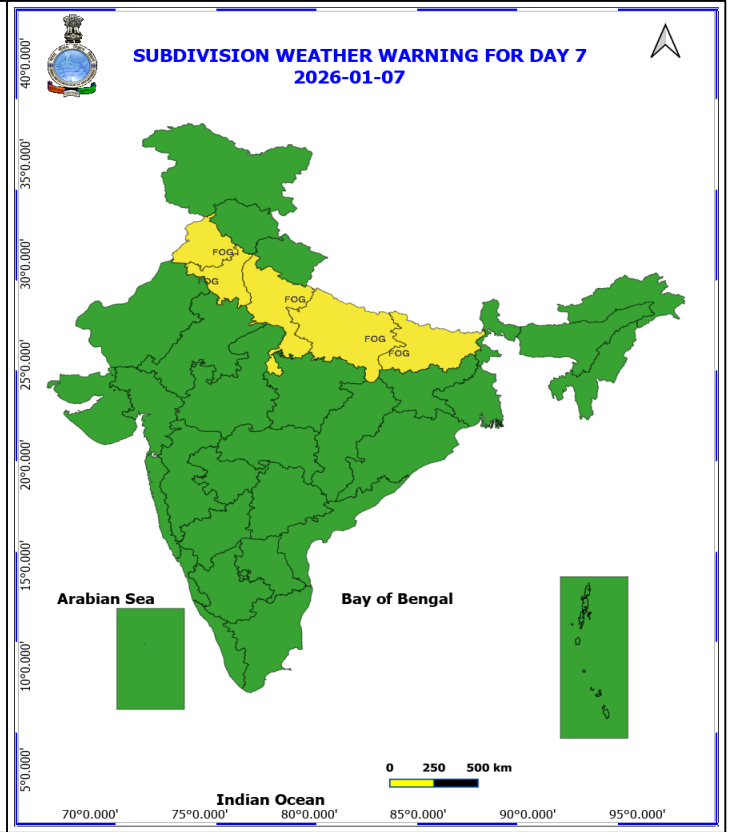 SUBDIVISION WEATHER WARNING FOR DAY 7
2026-01-07
40°0.000'
35°0.000'
30°0.000'
25°0.000'
20°0.000'
15°0.000'
10°0.000'
5°0.000'
FOG
FOG
FOG
FOG
FOG
Arabian Sea
Bay of Bengal
0 250 500 km
Indian Ocean
70°0.000' 75°0.000' 80°0.000' 85°0.000' 90°0.000' 95°0.000'